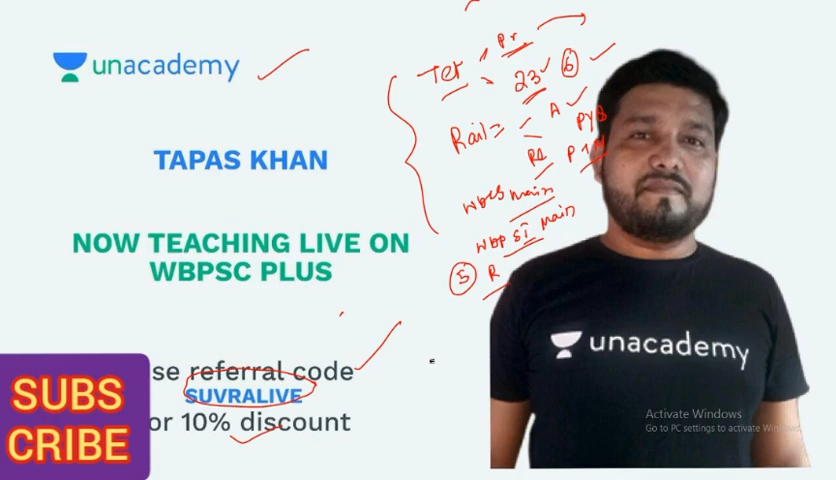 unacademy
TAPAS KHAN
NOW TEACHING LIVE ON
WBPSC PLUS
se referral code
SUVRALIVE
or 10% discount
SUBS
CRIBE
Tet
Pr.
23
6
Rail
A
PYB
WBCS Main
WBP SI Main
5 R
unacademy
Activate Windows
Go to PC settings to activate Windows.